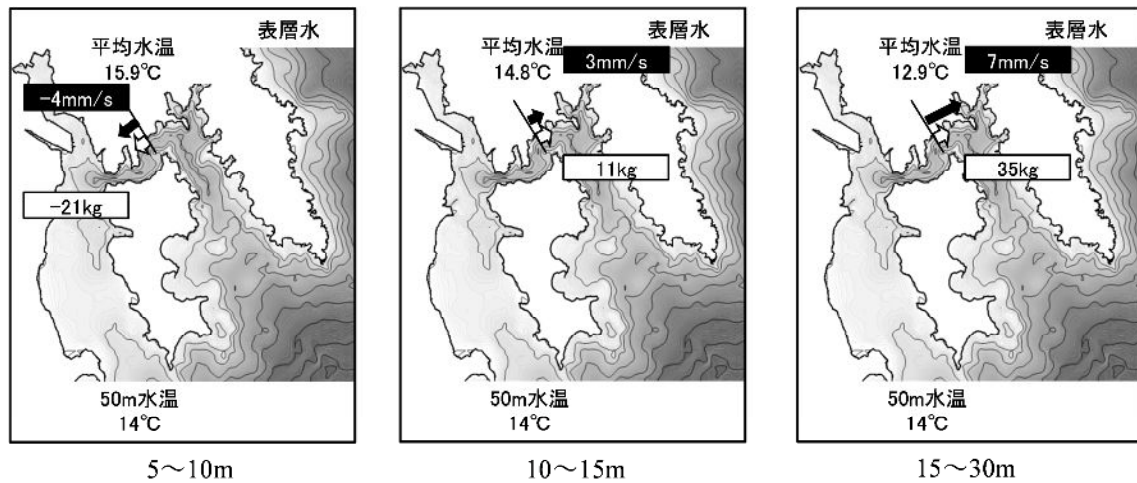 表層水
平均水温
15.9℃
-4mm/s
-21kg
50m水温
14℃
5～10m
表層水
平均水温
14.8℃
3mm/s
11kg
50m水温
14℃
10～15m
表層水
平均水温
12.9℃
7mm/s
35kg
50m水温
14℃
15～30m